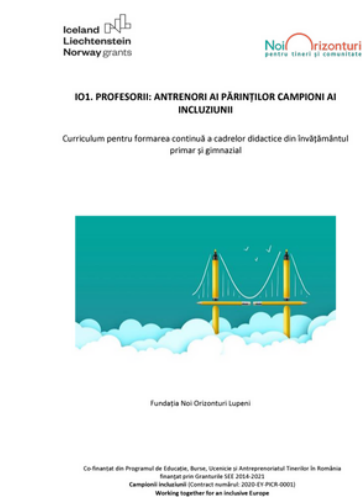 Iceland
Liechtenstein
Norway grants
Noi Orizonturi
pentru tineri și comunitate
IO1. PROFESORII: ANTRENORI AI PĂRINȚILOR CAMPIONI AI
INCLUZIUNII
Curriculum pentru formarea continuă a cadrelor didactice din învățământul
primar și gimnazial
Fundația Noi Orizonturi Lupeni
Co-finanțat din Programul de Educație, Burse, Ucenicie și Antreprenoriatul Tinerilor în România
finanțat prin Granturile SEE 2014-2021
Campionii incluziunii (Contract numărul: 2020-EY-PICR-0001)
Working together for an inclusive Europe